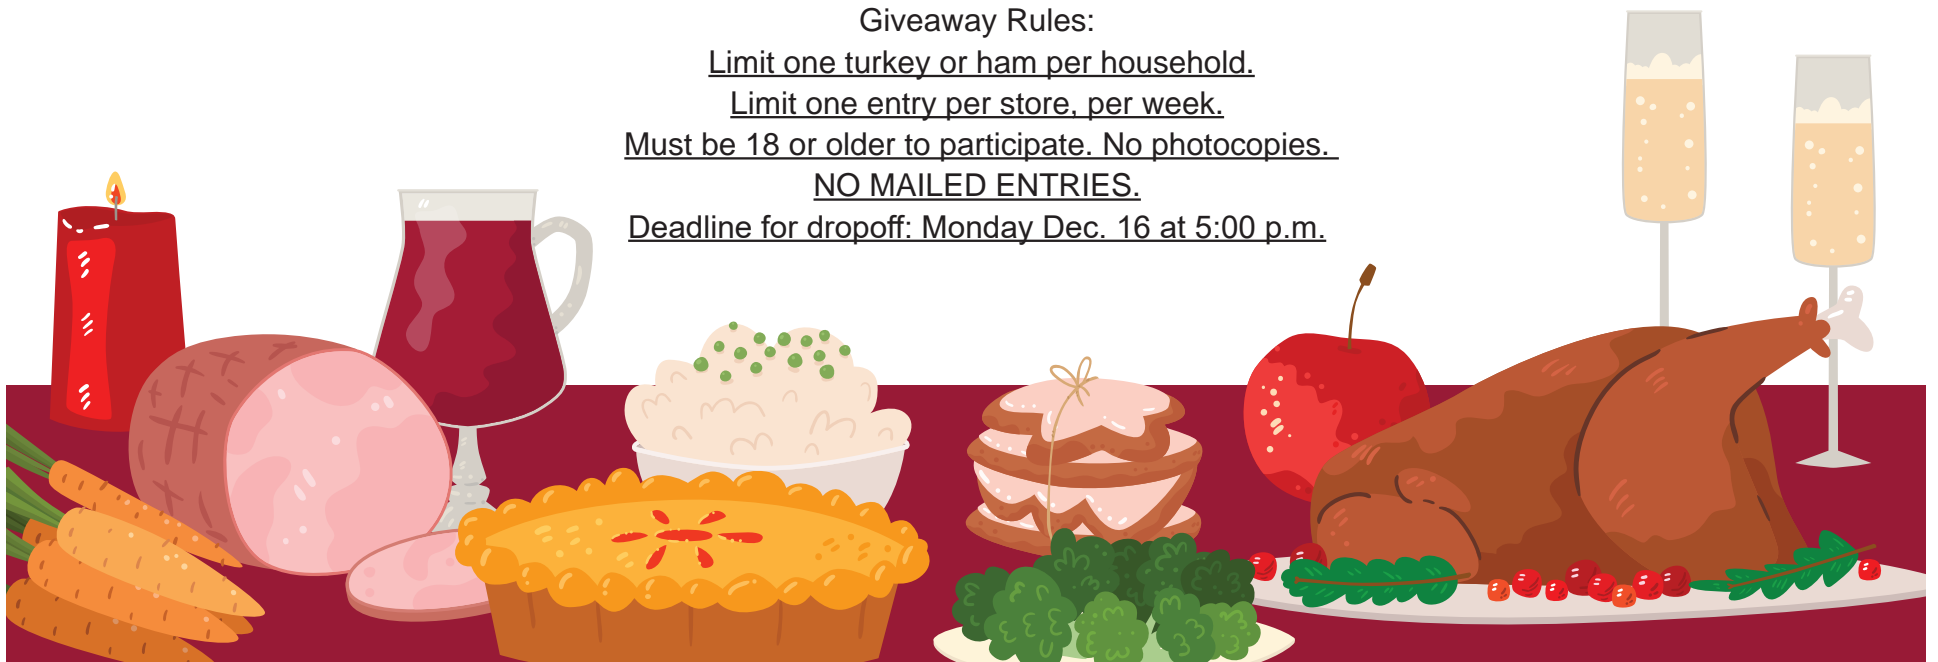 Giveaway Rules:
Limit one turkey or ham per household.
Limit one entry per store, per week.
Must be 18 or older to participate. No photocopies.
NO MAILED ENTRIES.
Deadline for dropoff: Monday Dec. 16 at 5:00 p.m.